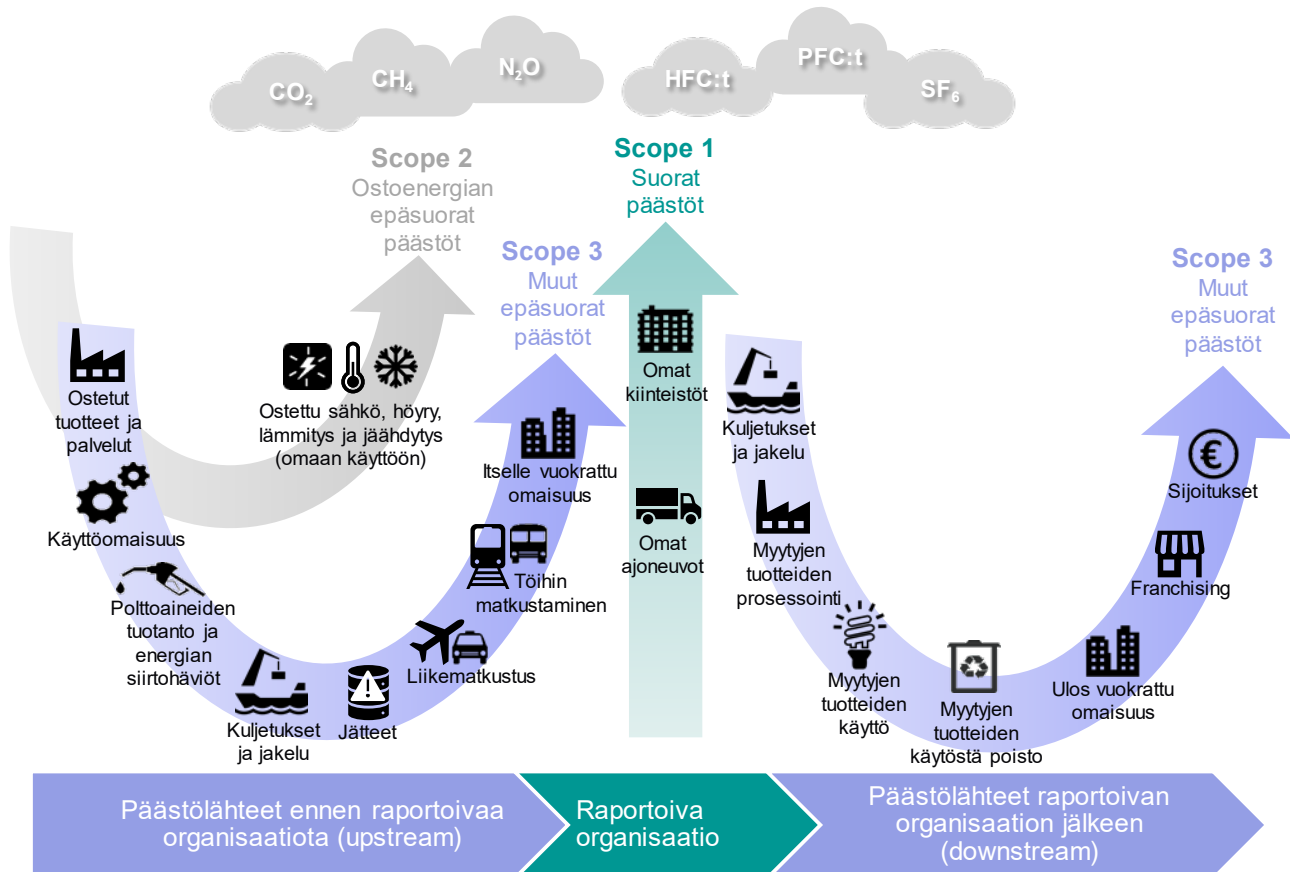 CO₂
CH₄
N₂O
HFC:t
PFC:t
SF₆
Scope 2
Ostoenergian
epäsuorat
päästöt
Scope 3
Muut
epäsuorat
päästöt
Scope 1
Suorat
päästöt
Scope 3
Muut
epäsuorat
päästöt
Ostetut
tuotteet ja
palvelut
Käyttöomaisuus
Polttoaineiden
tuotanto ja
energian
siirtohäviöt
Kuljetukset
ja jakelu
Jätteet
Liikematkustus
Töihin
matkustaminen
Itselle vuokrattu
omaisuus
Ostettu sähkö, höyry,
lämmitys ja jäähdytys
(omaan käyttöön)
Omat
kiinteistöt
Omat
ajoneuvot
Kuljetukset
ja jakelu
Myytyjen
tuotteiden
prosessointi
Myytyjen
tuotteiden
käyttö
Myytyjen
tuotteiden
käytöstä poisto
Ulos vuokrattu
omaisuus
Franchising
Sijoitukset
Päästölähteet ennen raportoivaa
organisaatiota (upstream)
Raportoiva
organisaatio
Päästölähteet raportoivan
organisaation jälkeen
(downstream)